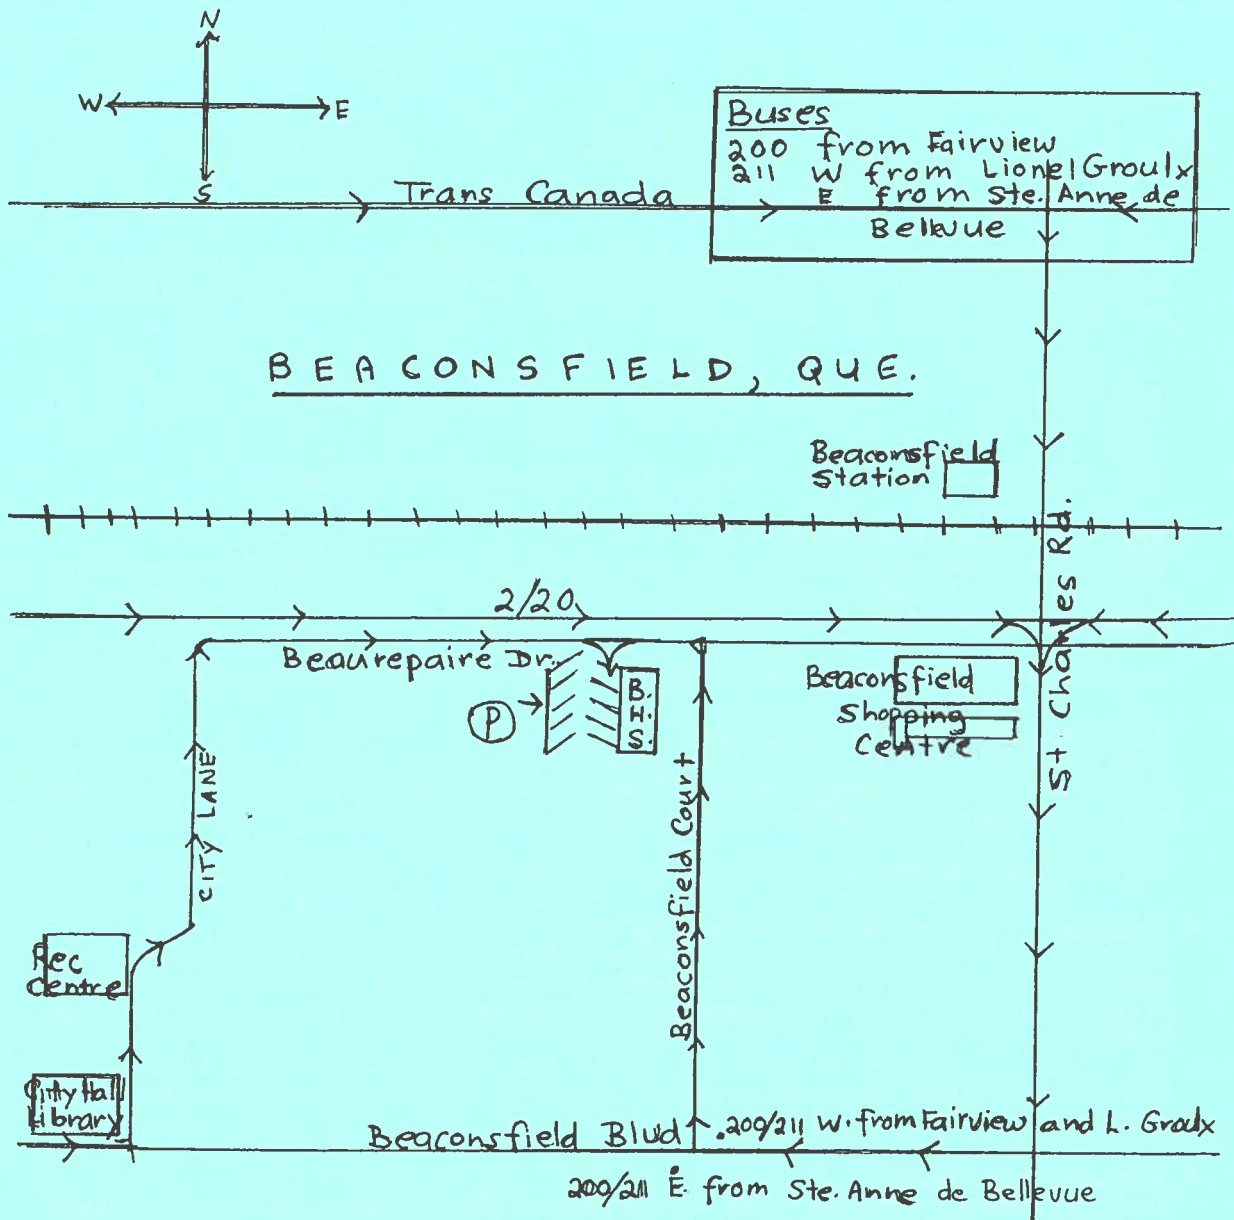 N
W E
S
Buses
200 from Fairview
211 W from Lionel Groulx
E from Ste. Anne de
Bellevue
Trans Canada
BEACONSFIELD, QUE.
Beaconsfield
Station
St. Charles Rd.
2/20
Beaurepaire Dr.
P
B.
H.
S.
Beaconsfield
Shopping
Centre
CITY LANE
Beaconsfield Court
Rec
Centre
City Hall
Library
Beaconsfield Blvd
.200/211 W. from Fairview and L. Groulx
200/211 E. from Ste. Anne de Bellevue